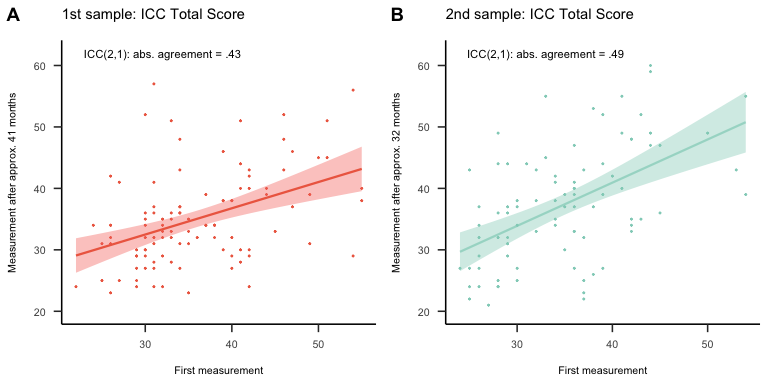 A
1st sample: ICC Total Score
ICC(2,1): abs. agreement = .43
Measurement after approx. 41 months
60
50
40
30
20
30 40 50
First measurement
B
2nd sample: ICC Total Score
ICC(2,1): abs. agreement = .49
Measurement after approx. 32 months
60
50
40
30
20
30 40 50
First measurement